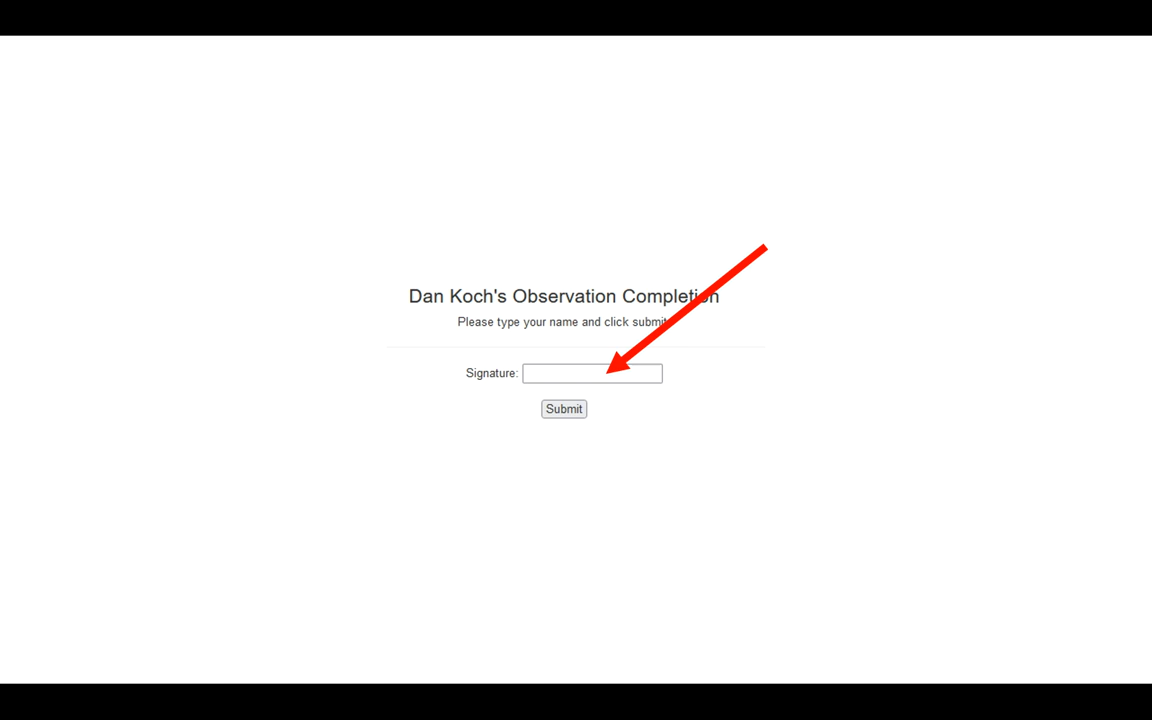 Dan Koch's Observation Completion
Please type your name and click submit
Signature:
Submit